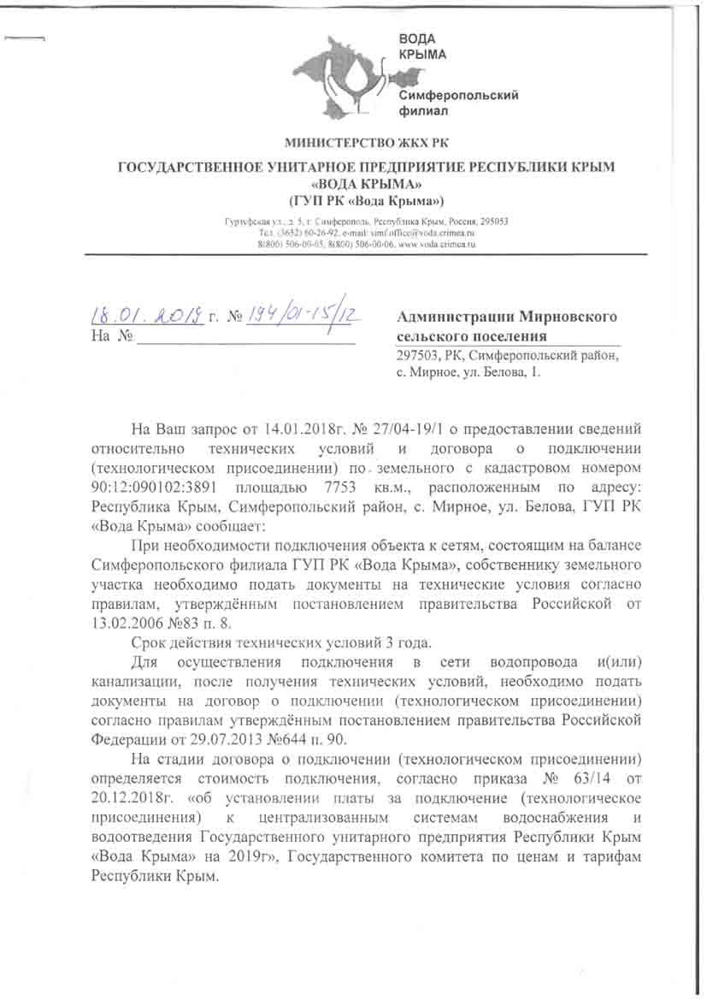 ВОДА
КРЫМА
Симферопольский
филиал
МИНИСТЕРСТВО ЖКХ РК
ГОСУДАРСТВЕННОЕ УНИТАРНОЕ ПРЕДПРИЯТИЕ РЕСПУБЛИКИ КРЫМ
«ВОДА КРЫМА»
(ГУП РК «Вода Крыма»)
Гурзуфская ул., д. 5, г. Симферополь, Республика Крым, Россия, 295053
Тел. (3652) 60-26-92, e-mail: simf.office@voda.crimea.ru
8(800) 506-00-05, 8(800) 506-00-06, www.voda.crimea.ru
18.01.2019 г. № 194/01-15/12
На №
Администрации Мирновского
сельского поселения
297503, РК, Симферопольский район,
с. Мирное, ул. Белова, 1.
На Ваш запрос от 14.01.2018г. № 27/04-19/1 о предоставлении сведений
относительно технических условий и договора о подключении
(технологическом присоединении) по земельного с кадастровом номером
90:12:090102:3891 площадью 7753 кв.м., расположенным по адресу:
Республика Крым, Симферопольский район, с. Мирное, ул. Белова, ГУП РК
«Вода Крыма» сообщает:
При необходимости подключения объекта к сетям, состоящим на балансе
Симферопольского филиала ГУП РК «Вода Крыма», собственнику земельного
участка необходимо подать документы на технические условия согласно
правилам, утверждённым постановлением правительства Российской от
13.02.2006 №83 п. 8.
Срок действия технических условий 3 года.
Для осуществления подключения в сети водопровода и(или)
канализации, после получения технических условий, необходимо подать
документы на договор о подключении (технологическом присоединении)
согласно правилам утверждённым постановлением правительства Российской
Федерации от 29.07.2013 №644 п. 90.
На стадии договора о подключении (технологическом присоединении)
определяется стоимость подключения, согласно приказа № 63/14 от
20.12.2018г. «об установлении платы за подключение (технологическое
присоединения) к централизованным системам водоснабжения и
водоотведения Государственного унитарного предприятия Республики Крым
«Вода Крыма» на 2019г», Государственного комитета по ценам и тарифам
Республики Крым.